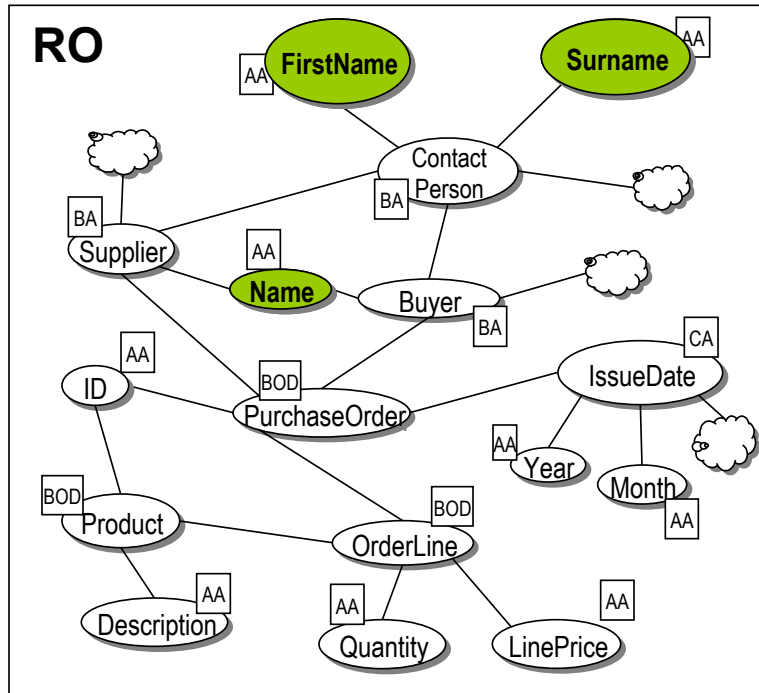 RO
AA
FirstName
AA
Surname
Contact
Person
BA
BA
Supplier
AA
Name
Buyer
BA
AA
ID
BOD
PurchaseOrder
CA
IssueDate
AA
Year
Month
AA
BOD
Product
BOD
OrderLine
AA
Description
AA
Quantity
AA
LinePrice